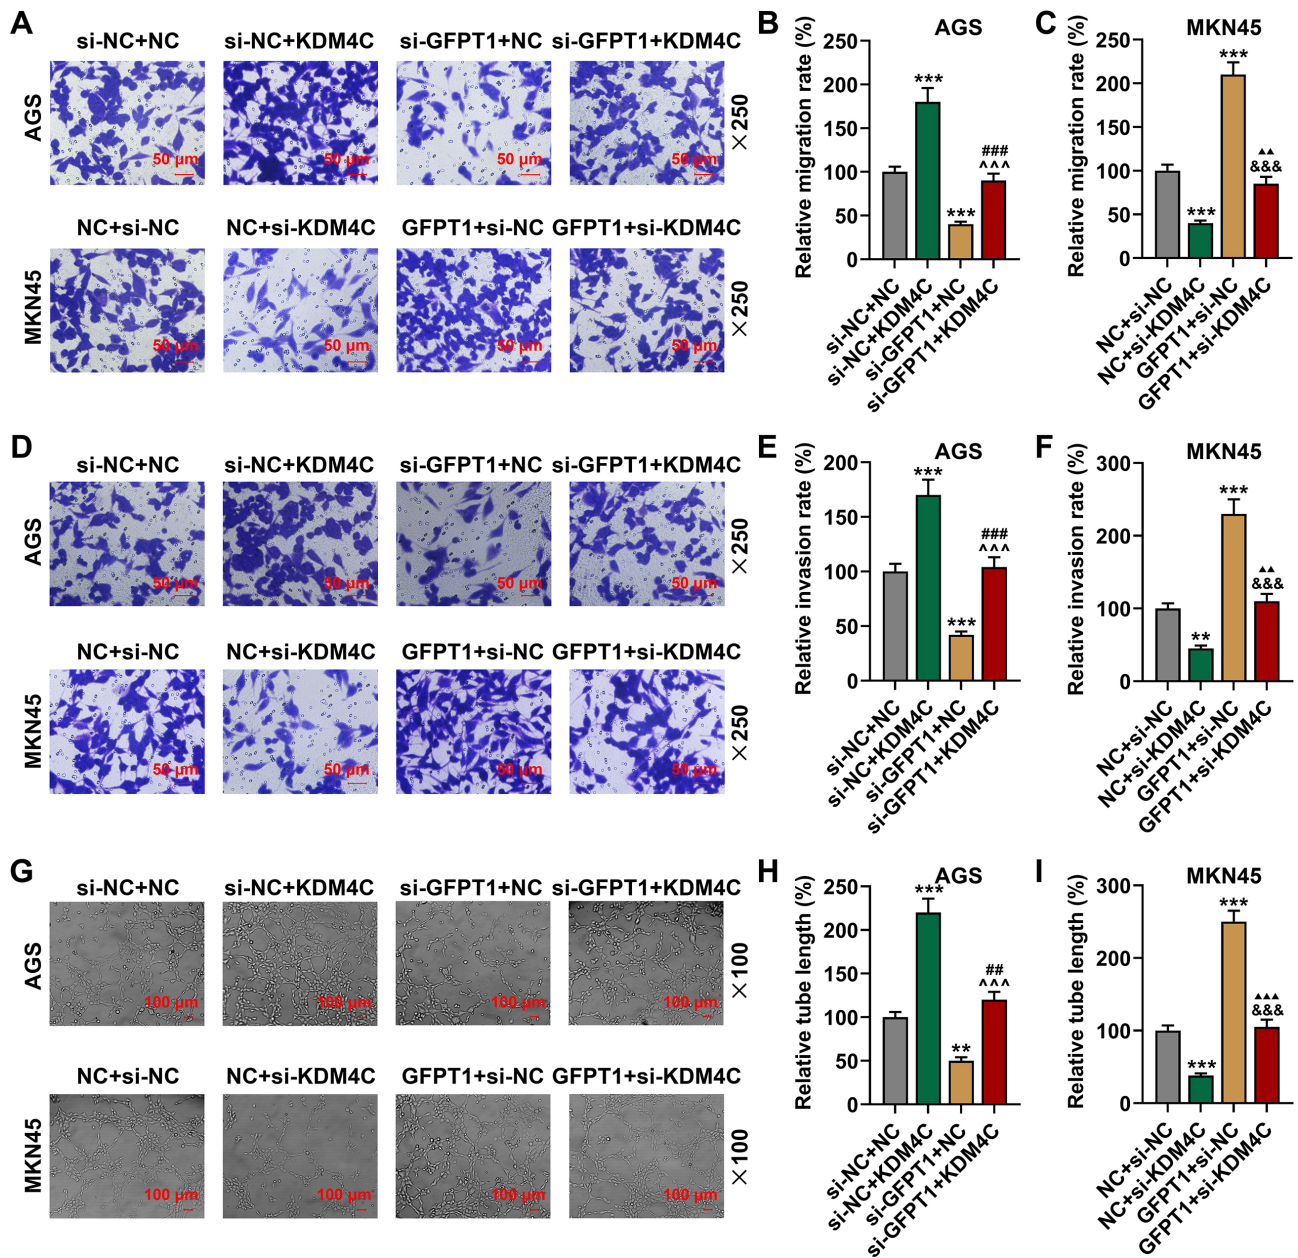 A
si-NC+NC si-NC+KDM4C si-GFPT1+NC si-GFPT1+KDM4C
AGS
50 μm 50 μm 50 μm 50 μm
×250
NC+si-NC NC+si-KDM4C GFPT1+si-NC GFPT1+si-KDM4C
MKN45
50 μm 50 μm 50 μm 50 μm
×250
B
AGS
Relative migration rate (%)
250
200
150
100
50
0
***
***
###
^^^
si-NC+NC
si-NC+KDM4C
si-GFPT1+NC
si-GFPT1+KDM4C
C
MKN45
Relative migration rate (%)
250
200
150
100
50
0
***
***
▲▲
&&&
NC+si-NC
NC+si-KDM4C
GFPT1+si-NC
GFPT1+si-KDM4C
D
si-NC+NC si-NC+KDM4C si-GFPT1+NC si-GFPT1+KDM4C
AGS
50 μm 50 μm 50 μm 50 μm
×250
NC+si-NC NC+si-KDM4C GFPT1+si-NC GFPT1+si-KDM4C
MKN45
50 μm 50 μm 50 μm 50 μm
×250
E
AGS
Relative invasion rate (%)
200
150
100
50
0
***
***
###
^^^
si-NC+NC
si-NC+KDM4C
si-GFPT1+NC
si-GFPT1+KDM4C
F
MKN45
Relative invasion rate (%)
300
200
100
0
**
***
▲▲
&&&
NC+si-NC
NC+si-KDM4C
GFPT1+si-NC
GFPT1+si-KDM4C
G
si-NC+NC si-NC+KDM4C si-GFPT1+NC si-GFPT1+KDM4C
AGS
100 μm 100 μm 100 μm 100 μm
×100
NC+si-NC NC+si-KDM4C GFPT1+si-NC GFPT1+si-KDM4C
MKN45
100 μm 100 μm 100 μm 100 μm
×100
H
AGS
Relative tube length (%)
250
200
150
100
50
0
***
**
##
^^^
si-NC+NC
si-NC+KDM4C
si-GFPT1+NC
si-GFPT1+KDM4C
I
MKN45
Relative tube length (%)
300
200
100
0
***
***
▲▲▲
&&&
NC+si-NC
NC+si-KDM4C
GFPT1+si-NC
GFPT1+si-KDM4C